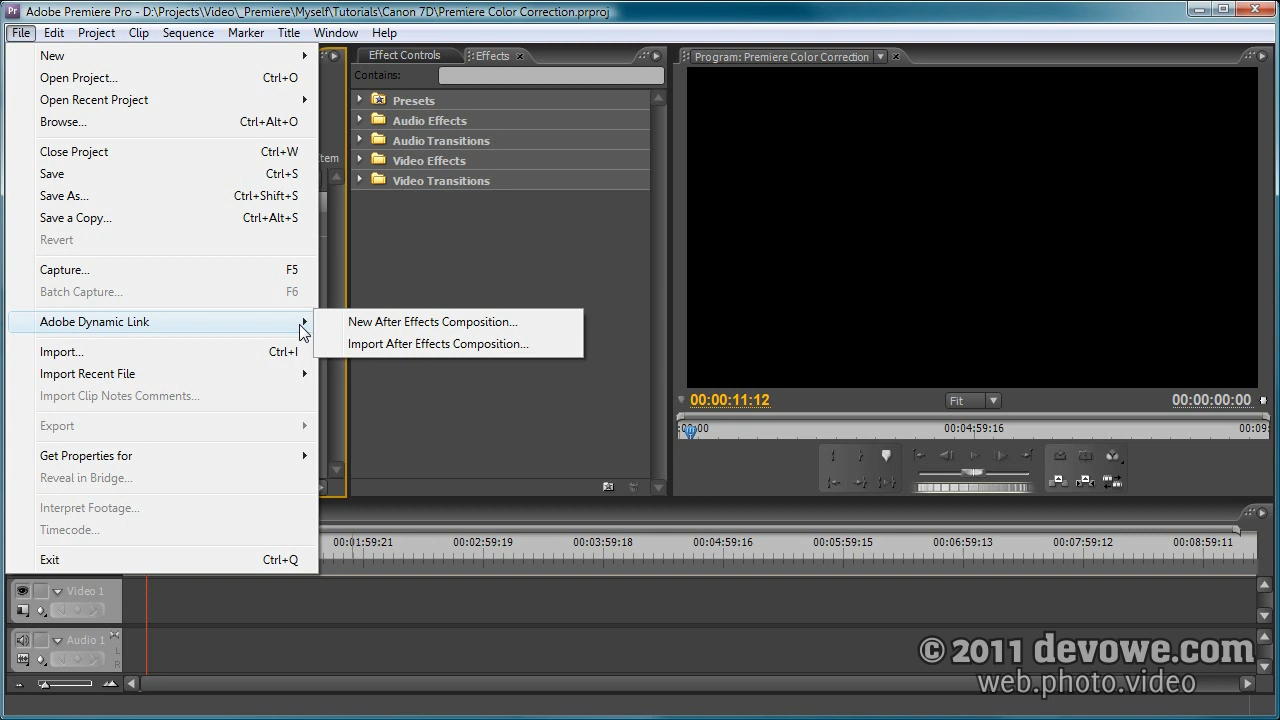 Pr Adobe Premiere Pro - D:\Projects\Video\_Premiere\Myself\Tutorials\Canon 7D\Premiere Color Correction.prproj
File Edit Project Clip Sequence Marker Title Window Help
New
Open Project... Ctrl+O
Open Recent Project
Browse... Ctrl+Alt+O
Close Project Ctrl+W
Save Ctrl+S
Save As... Ctrl+Shift+S
Save a Copy... Ctrl+Alt+S
Revert
Capture... F5
Batch Capture... F6
Adobe Dynamic Link
New After Effects Composition...
Import After Effects Composition...
Import... Ctrl+I
Import Recent File
Import Clip Notes Comments...
Export
Get Properties for
Reveal in Bridge...
Interpret Footage...
Timecode...
Exit Ctrl+Q
tem
Effect Controls Effects
Contains:
Presets
Audio Effects
Audio Transitions
Video Effects
Video Transitions
Program: Premiere Color Correction
00:00:11:12 Fit 00:00:00:00
:00 00:04:59:16 00:09:
00:01:59:21 00:02:59:19 00:03:59:18 00:04:59:16 00:05:59:15 00:06:59:13 00:07:59:12 00:08:59:11
Video 1
Audio 1
L
R
© 2011 devowe.com
web.photo.video